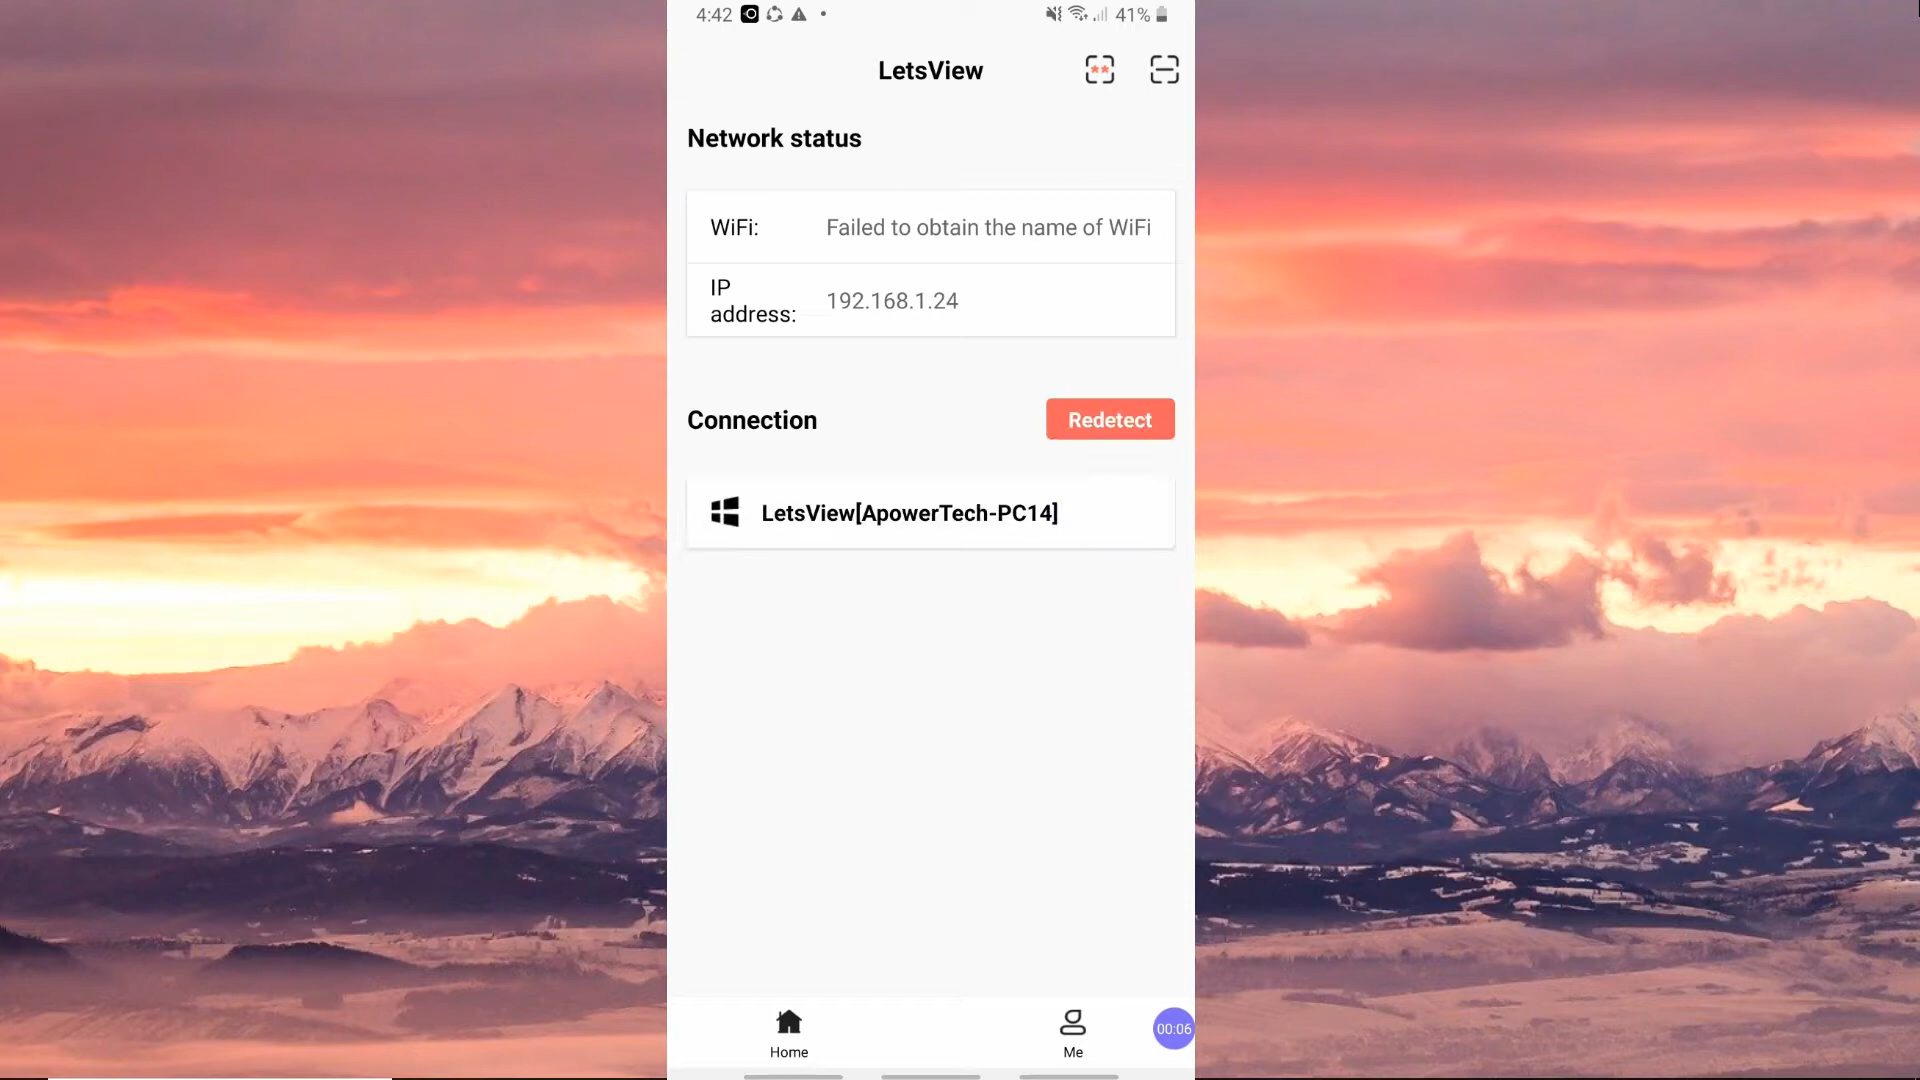 4:42
41%
LetsView
Network status
WiFi: Failed to obtain the name of WiFi
IP
address:
192.168.1.24
Connection
Redetect
LetsView[ApowerTech-PC14]
Home
Me
00:06